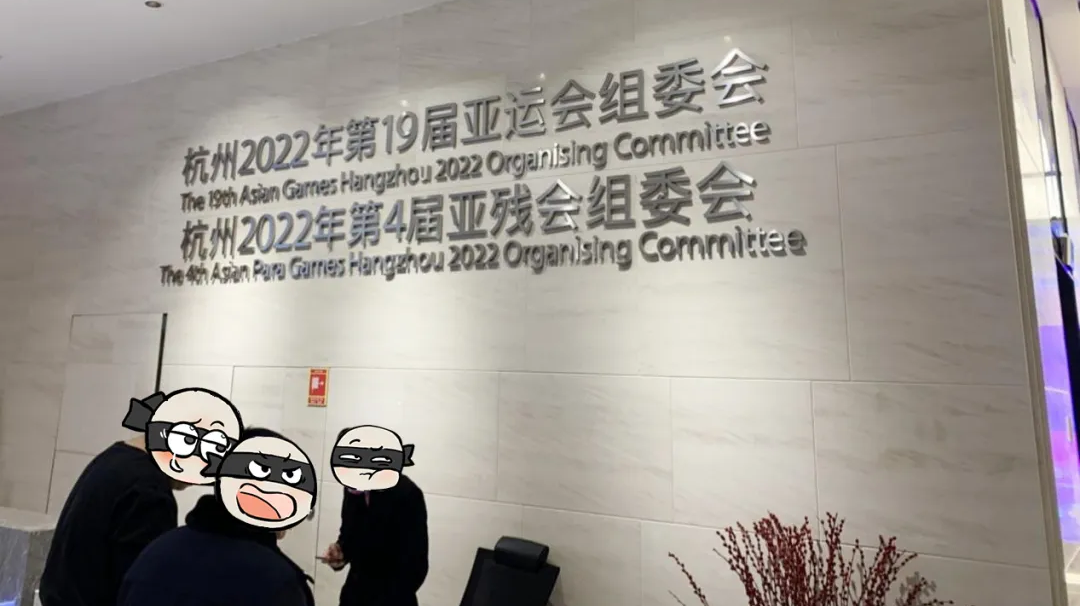 杭州2022年第19届亚运会组委会
The 19th Asian Games Hangzhou 2022 Organising Committee
杭州2022年第4届亚残会组委会
The 4th Asian Para Games Hangzhou 2022 Organising Committee